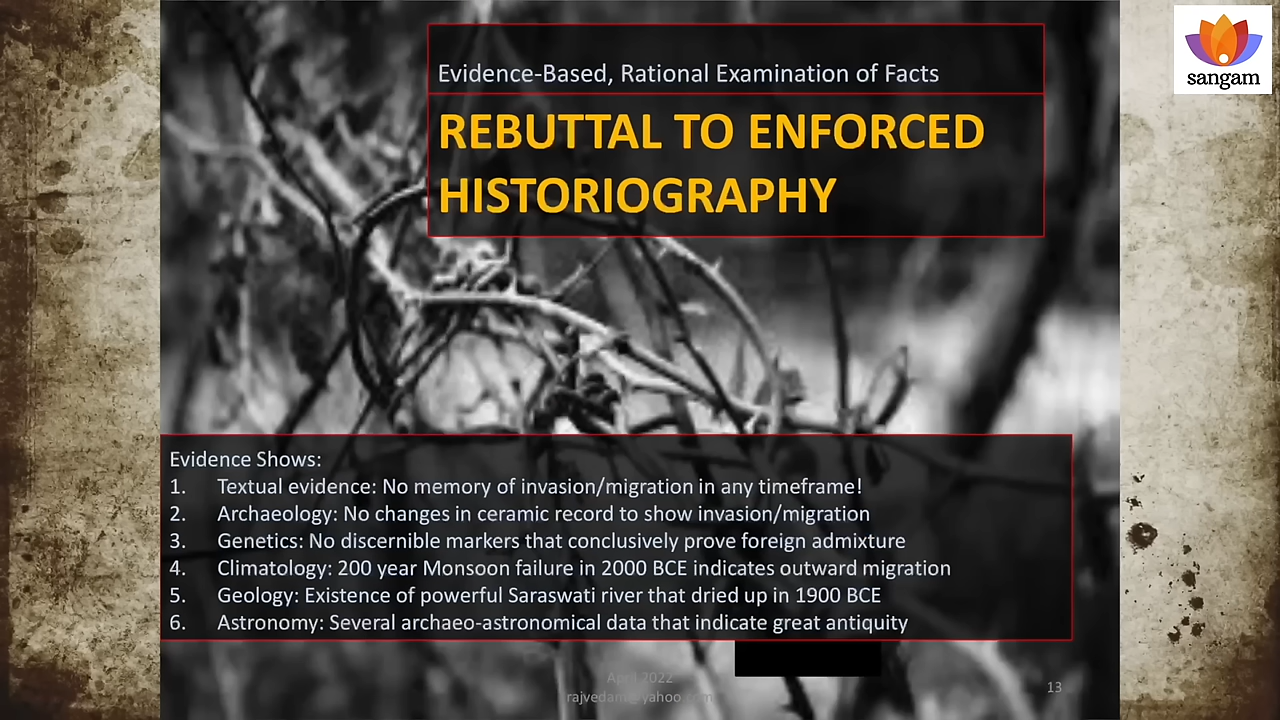 sangam
Evidence-Based, Rational Examination of Facts
REBUTTAL TO ENFORCED
HISTORIOGRAPHY
Evidence Shows:
1. Textual evidence: No memory of invasion/migration in any timeframe!
2. Archaeology: No changes in ceramic record to show invasion/migration
3. Genetics: No discernible markers that conclusively prove foreign admixture
4. Climatology: 200 year Monsoon failure in 2000 BCE indicates outward migration
5. Geology: Existence of powerful Saraswati river that dried up in 1900 BCE
6. Astronomy: Several archaeo-astronomical data that indicate great antiquity
April 2022
rajvedam@yahoo.com
13